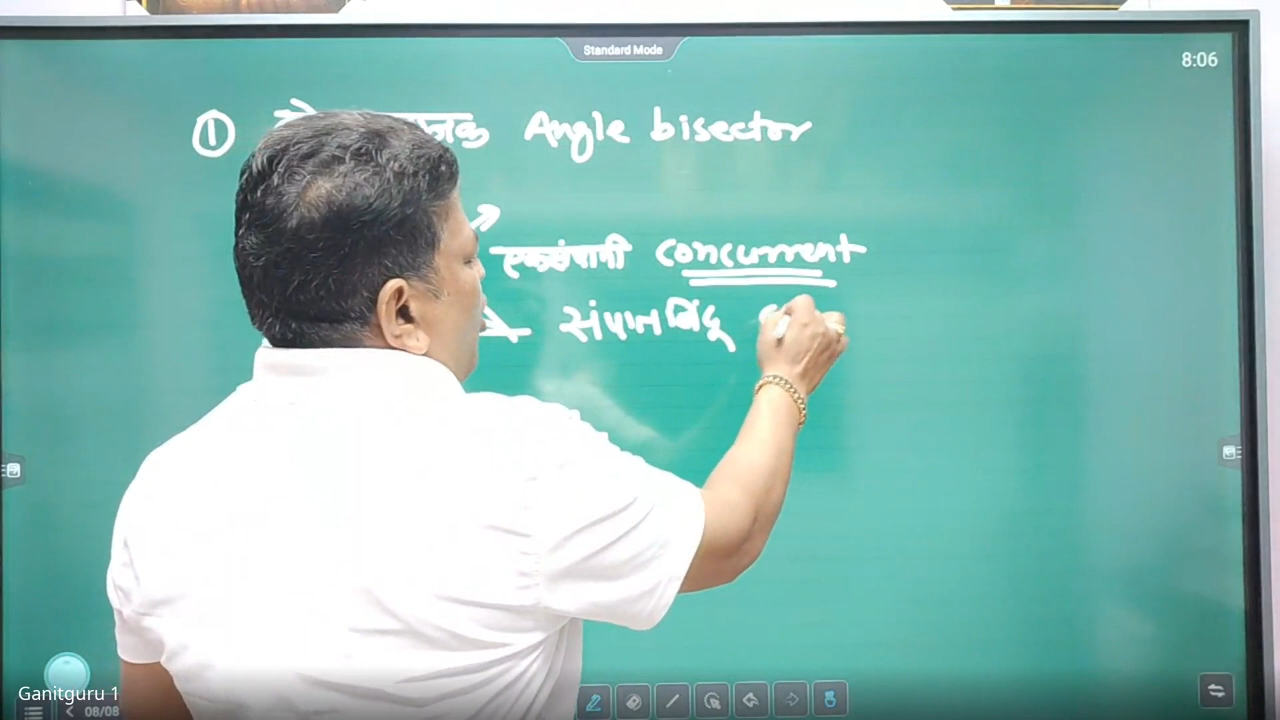 Standard Mode
8:06
① Angle bisector
एकसंपाती concurrent
संपातबिंदू
Ganitguru 1
08/08